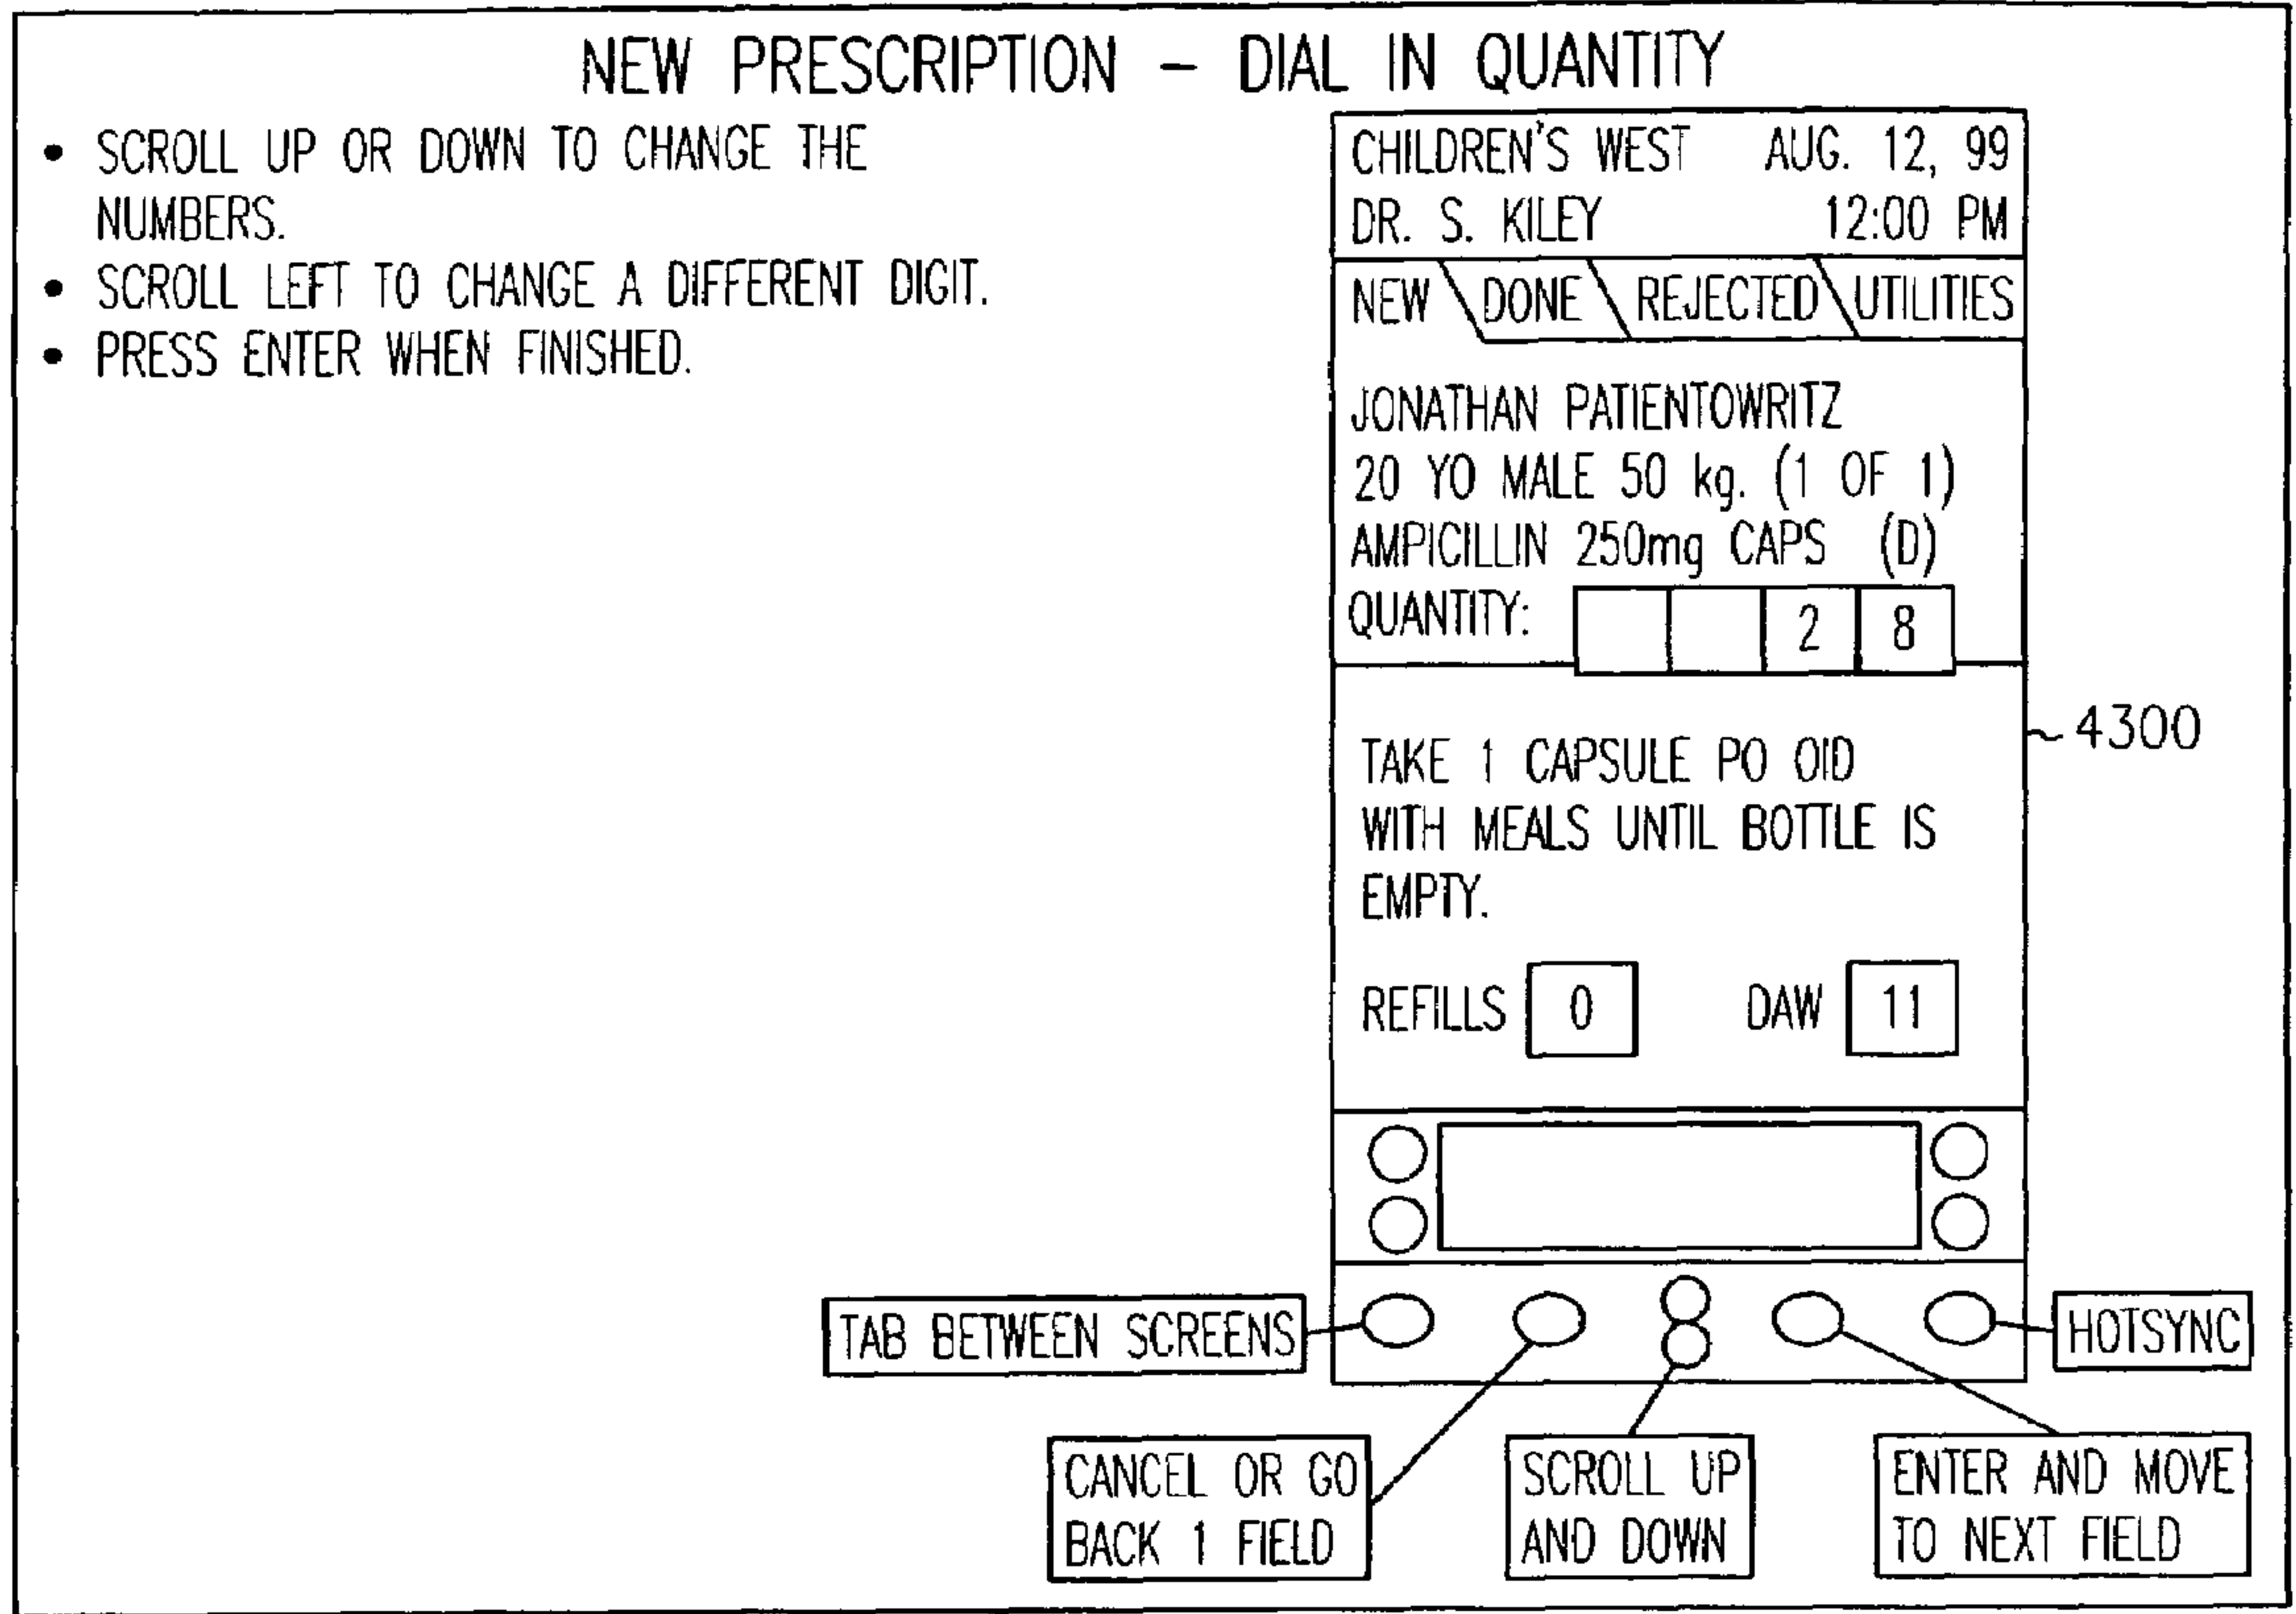 NEW PRESCRIPTION – DIAL IN QUANTITY
• SCROLL UP OR DOWN TO CHANGE THE
NUMBERS.
• SCROLL LEFT TO CHANGE A DIFFERENT DIGIT.
• PRESS ENTER WHEN FINISHED.
CHILDREN'S WEST AUG. 12, 99
DR. S. KILEY 12:00 PM
NEW DONE REJECTED UTILITIES
JONATHAN PATIENTOWRITZ
20 YO MALE 50 kg. (1 OF 1)
AMPICILLIN 250mg CAPS (D)
QUANTITY: 2 8
4300
TAKE 1 CAPSULE PO OID
WITH MEALS UNTIL BOTTLE IS
EMPTY.
REFILLS 0 DAW 11
TAB BETWEEN SCREENS
HOTSYNC
CANCEL OR GO
BACK 1 FIELD
SCROLL UP
AND DOWN
ENTER AND MOVE
TO NEXT FIELD